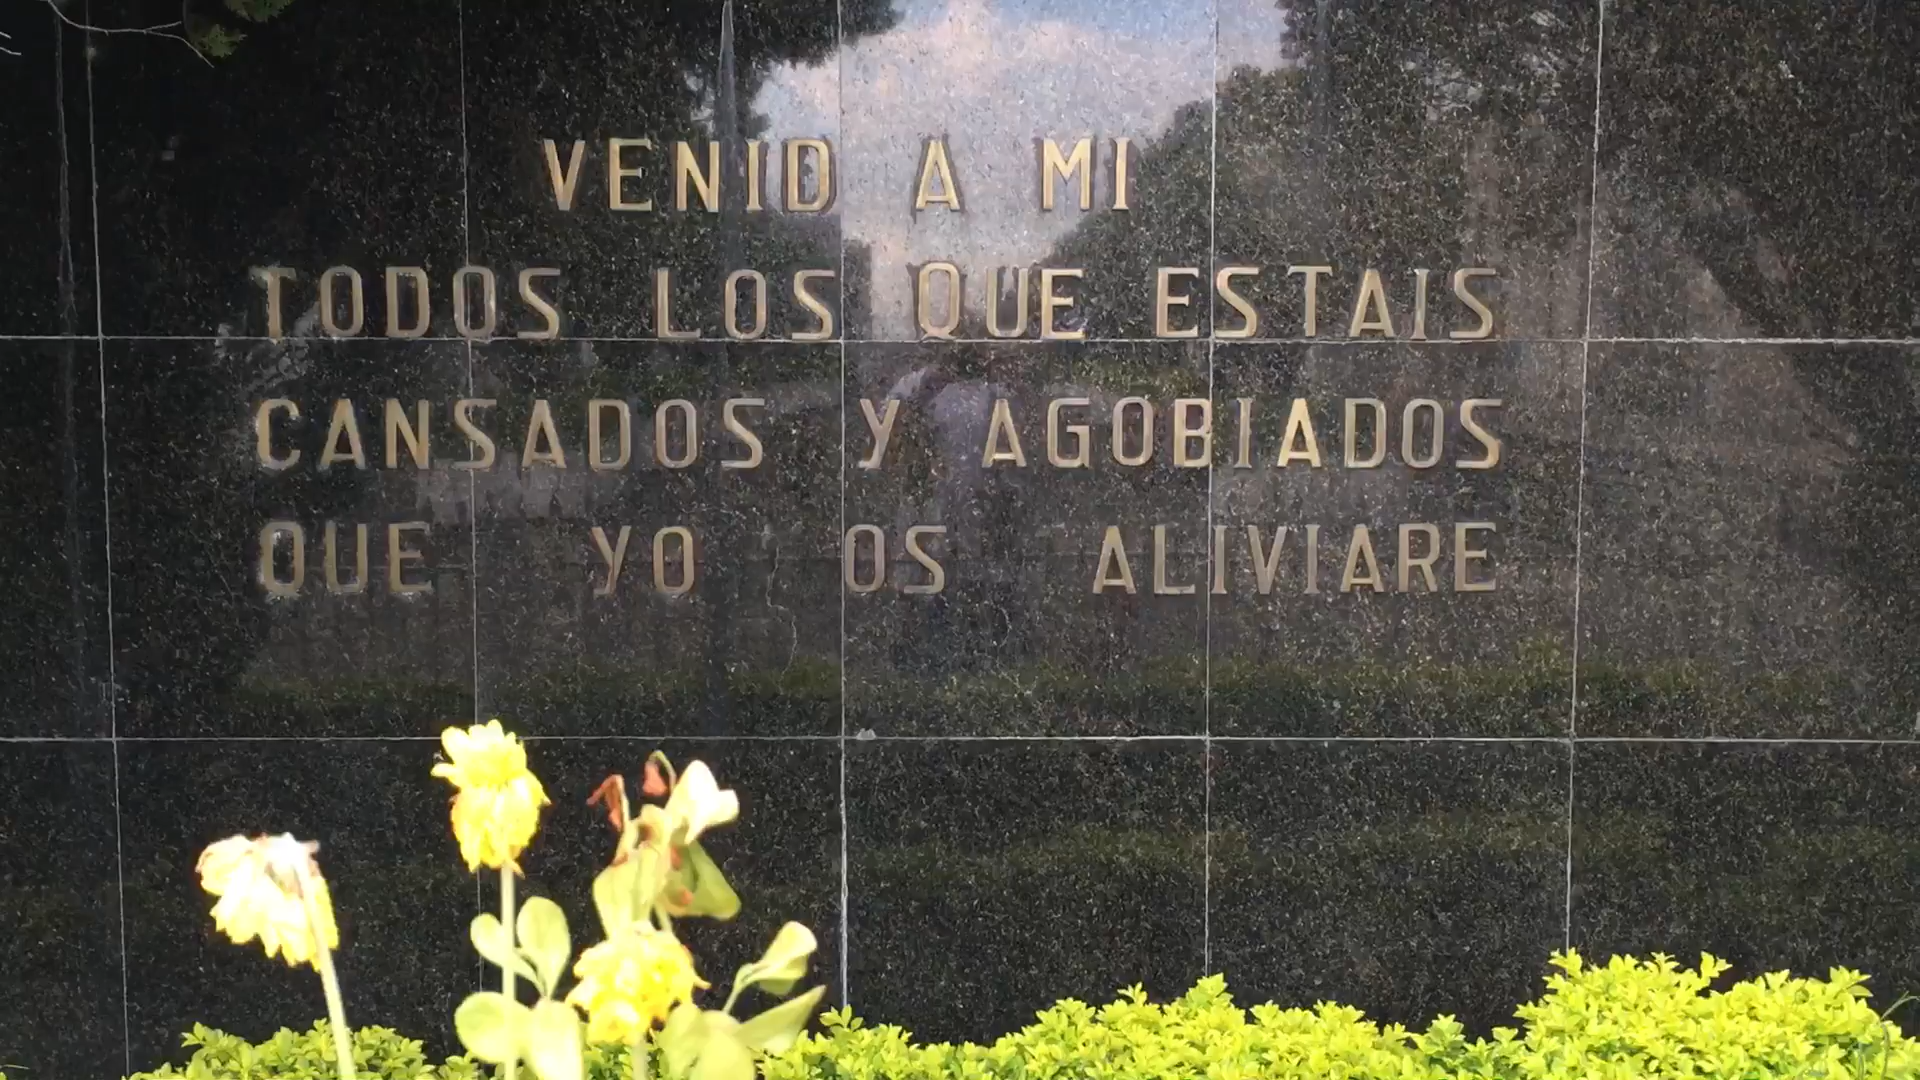 VENID A MI
TODOS LOS QUE ESTAIS
CANSADOS Y AGOBIADOS
QUE YO OS ALIVIARE